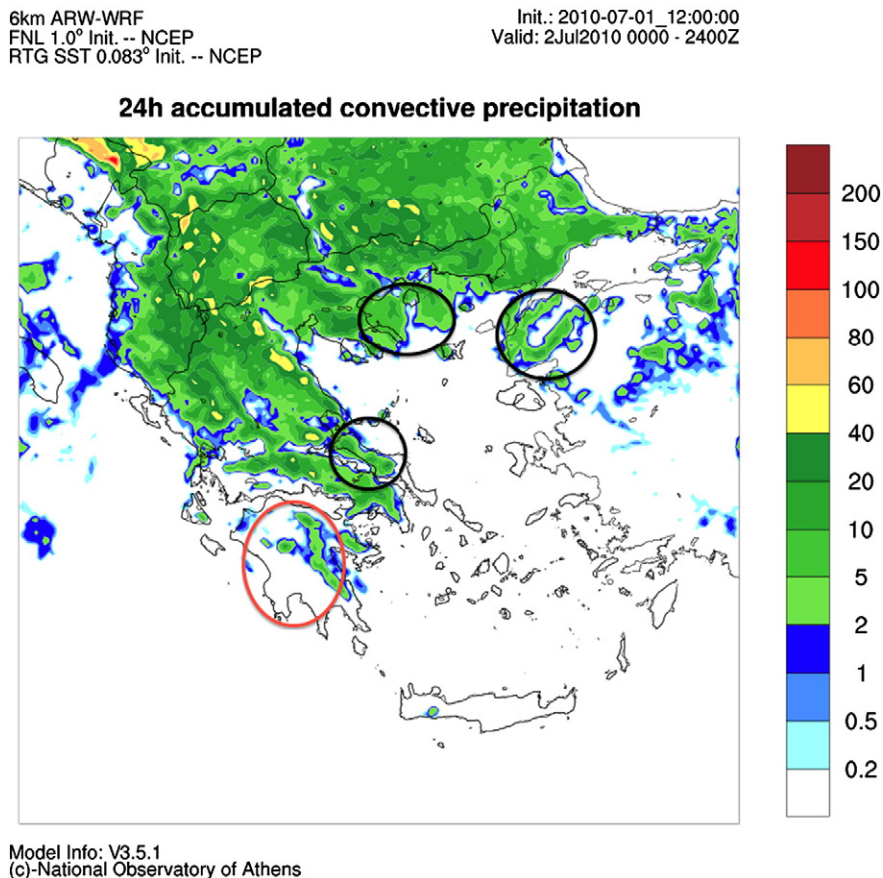 6km ARW-WRF
FNL 1.0° Init. -- NCEP
RTG SST 0.083° Init. -- NCEP
Init.: 2010-07-01_12:00:00
Valid: 2Jul2010 0000 - 2400Z
24h accumulated convective precipitation
200
150
100
80
60
40
20
10
5
2
1
0.5
0.2
Model Info: V3.5.1
(c)-National Observatory of Athens